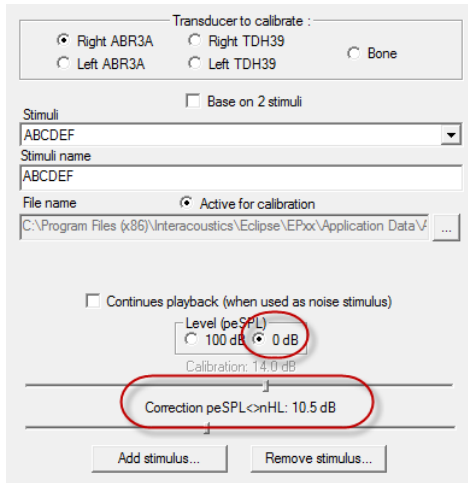 Transducer to calibrate :
Right ABR3A Right TDH39
Bone
Left ABR3A Left TDH39
Base on 2 stimuli
Stimuli
ABCDEF
Stimuli name
ABCDEF
File name Active for calibration
C:\Program Files (x86)\Interacoustics\Eclipse\EPxx\Application Data\A ...
Continues playback (when used as noise stimulus)
Level (peSPL)
100 dB 0 dB
Calibration: 14.0 dB
Correction peSPL<>nHL: 10.5 dB
Add stimulus... Remove stimulus...